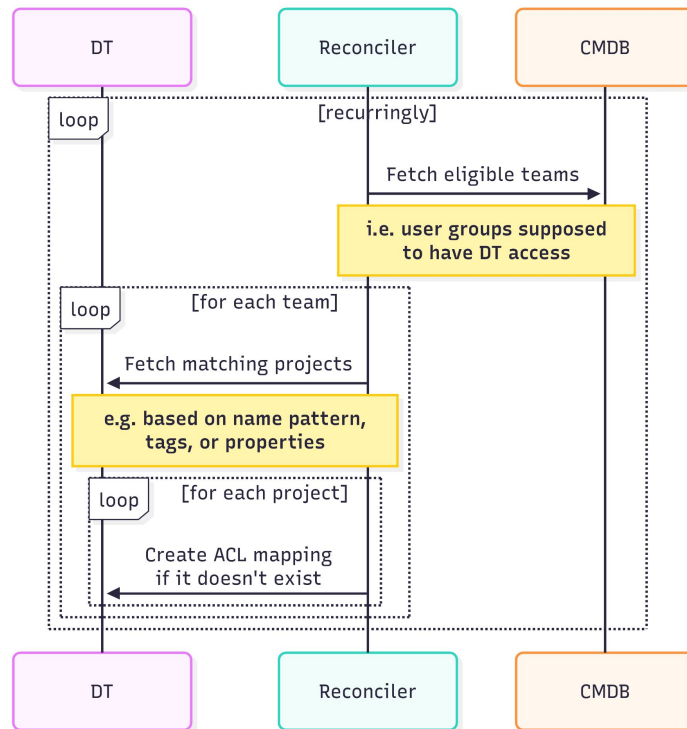 DT
Reconciler
CMDB
loop
[recurringly]
Fetch eligible teams
i.e. user groups supposed
to have DT access
loop
[for each team]
Fetch matching projects
e.g. based on name pattern,
tags, or properties
loop
[for each project]
Create ACL mapping
if it doesn't exist
DT
Reconciler
CMDB